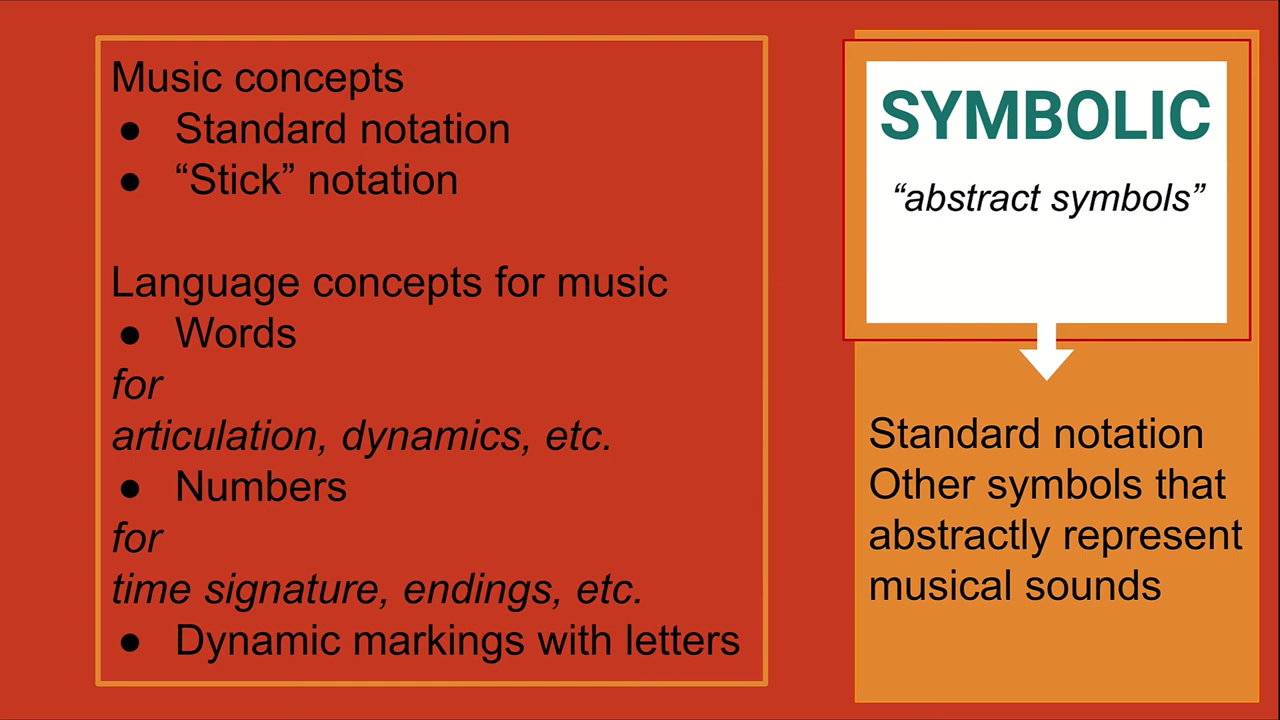 Music concepts
● Standard notation
● “Stick” notation
Language concepts for music
● Words
for
articulation, dynamics, etc.
● Numbers
for
time signature, endings, etc.
● Dynamic markings with letters
SYMBOLIC
“abstract symbols”
Standard notation
Other symbols that
abstractly represent
musical sounds